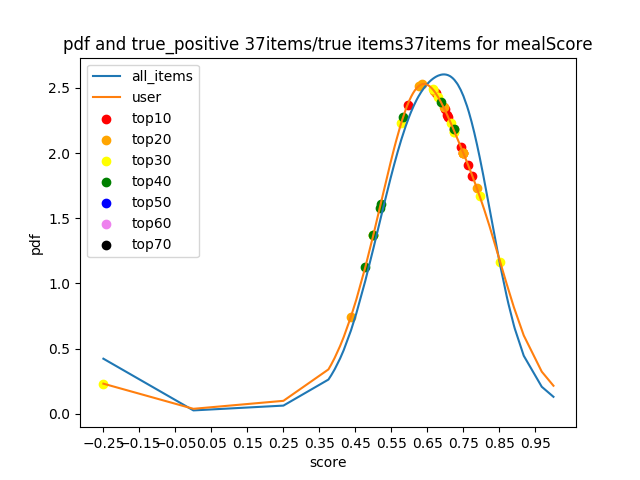 pdf and true_positive 37items/true items37items for mealScore
all_items
user
top10
top20
top30
top40
top50
top60
top70
pdf
2.5
2.0
1.5
1.0
0.5
0.0
−0.25 −0.15 −0.05 0.05 0.15 0.25 0.35 0.45 0.55 0.65 0.75 0.85 0.95
score